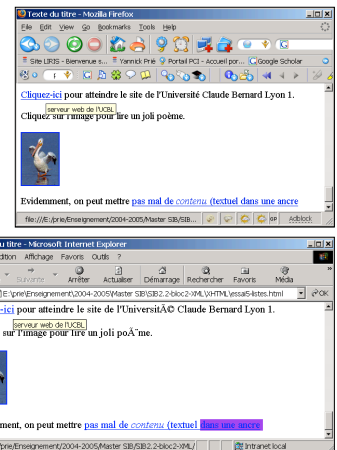 Texte du titre - Mozilla Firefox
File Edit View Go Bookmarks Tools Help
Site LIRIS - Bienvenue s... Yannick Prié Portail PCI - Accueil por... Google Scholar
Cliquez-ici pour atteindre le site de l'Université Claude Bernard Lyon 1.
serveur web de l'UCBL
Cliquez sur l'image pour lire un joli poème.
Evidemment, on peut mettre pas mal de contenu (textuel dans une ancre
file:///E:/prie/Enseignement/2004-2005/Master SIB/SIB... GP Adblock
u titre - Microsoft Internet Explorer
dition Affichage Favoris Outils ?
Suivante Arrêter Actualiser Démarrage Rechercher Favoris Média
E:\prie\Enseignement\2004-2005\Master SIB\SIB2.2-bloc2-XML\XHTML\essai5-listes.html OK
-ici pour atteindre le site de l'UniversitÃ© Claude Bernard Lyon 1.
serveur web de l'UCBL
sur l'image pour lire un joli poÃ¨me.
ment, on peut mettre pas mal de contenu (textuel dans une ancre
/prie/Enseignement/2004-2005/Master SIB/SIB2.2-bloc2-XML/ Intranet local